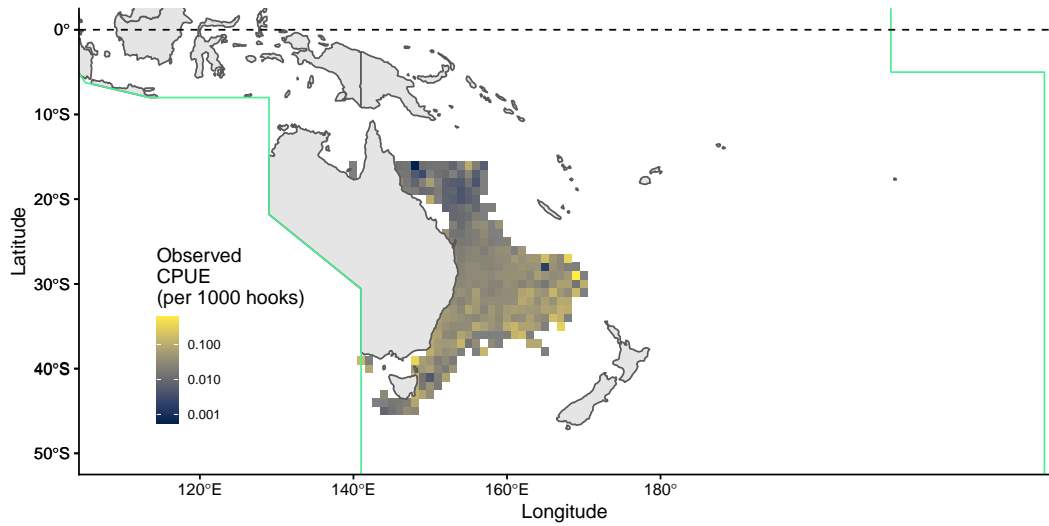 0°
10°S
20°S
30°S
40°S
50°S
Latitude
Observed
CPUE
(per 1000 hooks)
0.100
0.010
0.001
120°E
140°E
160°E
180°
Longitude